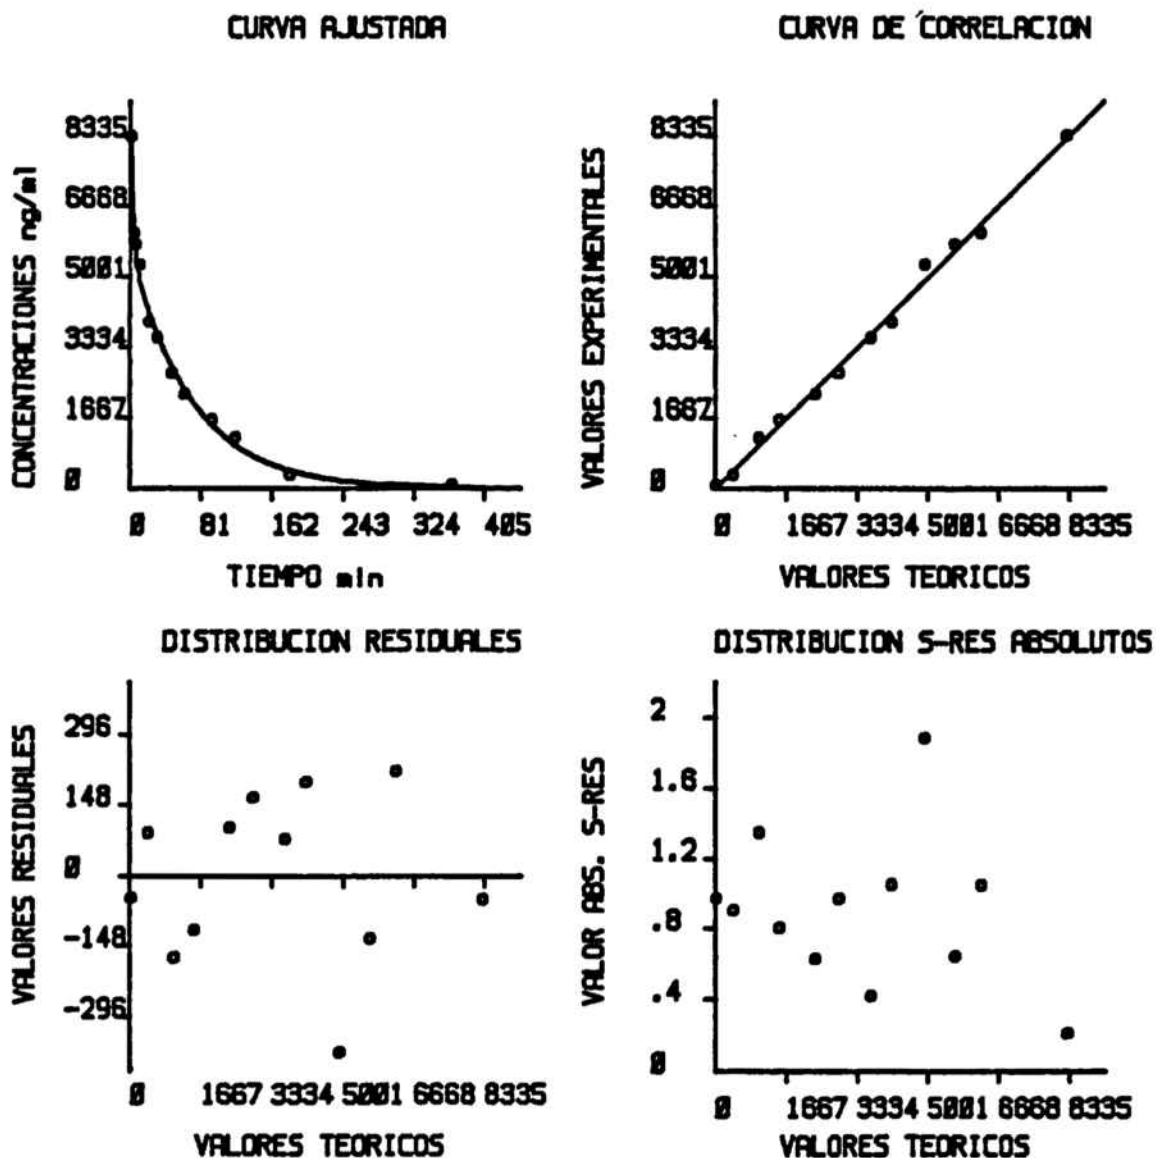 CURVA AJUSTADA
CONCENTRACIONES ng/ml
8335
6668
5001
3334
1667
0
0 81 162 243 324 405
TIEMPO min
CURVA DE CORRELACION
VALORES EXPERIMENTALES
8335
6668
5001
3334
1667
0
0 1667 3334 5001 6668 8335
VALORES TEORICOS
DISTRIBUCION RESIDUALES
VALORES RESIDUALES
296
148
0
-148
-296
0 1667 3334 5001 6668 8335
VALORES TEORICOS
DISTRIBUCION S-RES ABSOLUTOS
VALOR ABS. S-RES
2
1.6
1.2
.8
.4
0
0 1667 3334 5001 6668 8335
VALORES TEORICOS